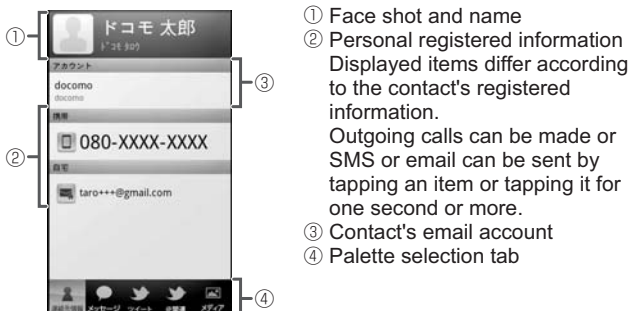 ①
ドコモ 太郎
ﾄﾞｺﾓ ﾀﾛｳ
アカウント
docomo
docomo
③
携帯
②
080-XXXX-XXXX
自宅
taro+++@gmail.com
メッセージ
ツイート
メディア
④
① Face shot and name
② Personal registered information
Displayed items differ according
to the contact's registered
information.
Outgoing calls can be made or
SMS or email can be sent by
tapping an item or tapping it for
one second or more.
③ Contact's email account
④ Palette selection tab